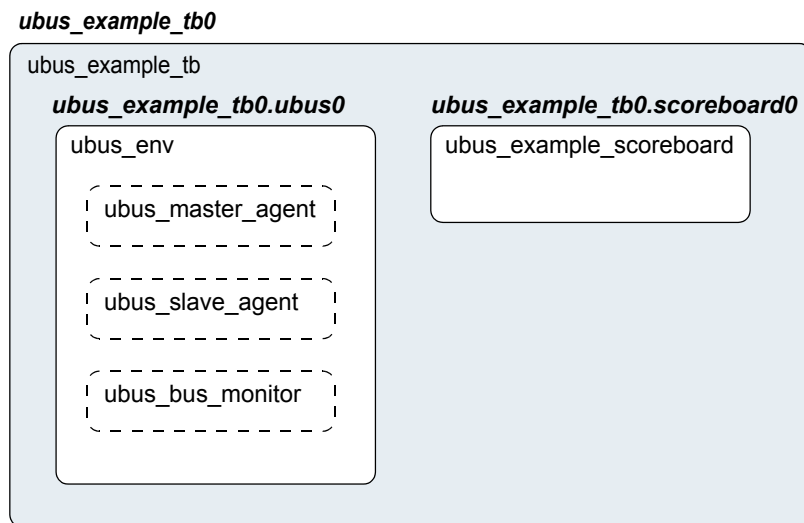 ubus_example_tb0
ubus_example_tb
ubus_example_tb0.ubus0
ubus_example_tb0.scoreboard0
ubus_env
ubus_example_scoreboard
ubus_master_agent
ubus_slave_agent
ubus_bus_monitor